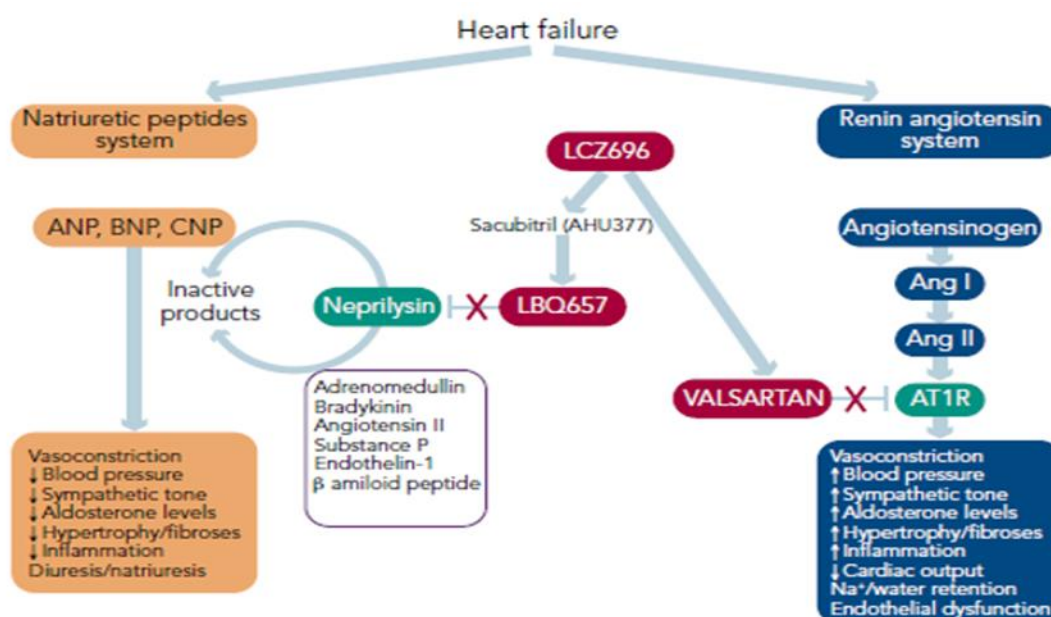 Heart failure
Natriuretic peptides
system
Renin angiotensin
system
LCZ696
Sacubitril (AHU377)
ANP, BNP, CNP
Angiotensinogen
Inactive
products
Neprilysin
X
LBQ657
Ang I
Ang II
VALSARTAN
X
AT1R
Adrenomedullin
Bradykinin
Angiotensin II
Substance P
Endothelin-1
β amiloid peptide
Vasoconstriction
↓Blood pressure
↓Sympathetic tone
↓Aldosterone levels
↓Hypertrophy/fibroses
↓Inflammation
Diuresis/natriuresis
Vasoconstriction
↑Blood pressure
↑Sympathetic tone
↑Aldosterone levels
↑Hypertrophy/fibroses
↑Inflammation
↓Cardiac output
Na⁺/water retention
Endothelial dysfunction